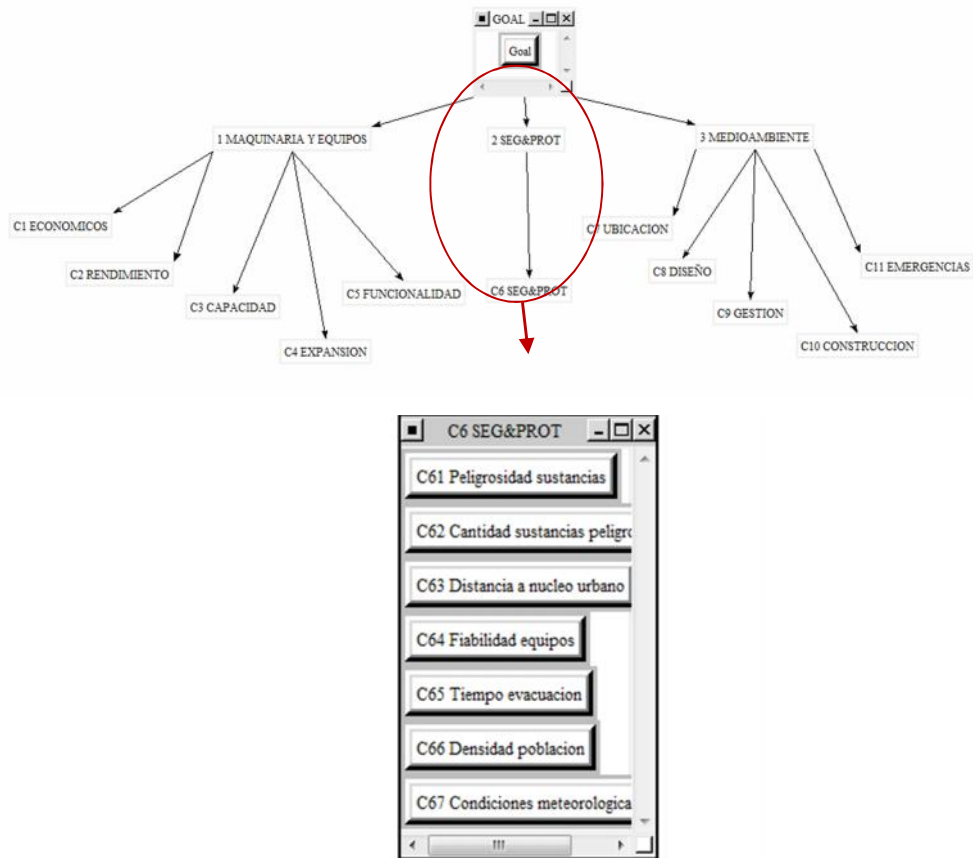 GOAL
Goal
1 MAQUINARIA Y EQUIPOS
2 SEG&PROT
3 MEDIOAMBIENTE
C1 ECONOMICOS
C2 RENDIMIENTO
C3 CAPACIDAD
C4 EXPANSION
C5 FUNCIONALIDAD
C6 SEG&PROT
C7 UBICACION
C8 DISEÑO
C9 GESTION
C10 CONSTRUCCION
C11 EMERGENCIAS
C6 SEG&PROT
C61 Peligrosidad sustancias
C62 Cantidad sustancias peligro
C63 Distancia a nucleo urbano
C64 Fiabilidad equipos
C65 Tiempo evacuacion
C66 Densidad poblacion
C67 Condiciones meteorologica